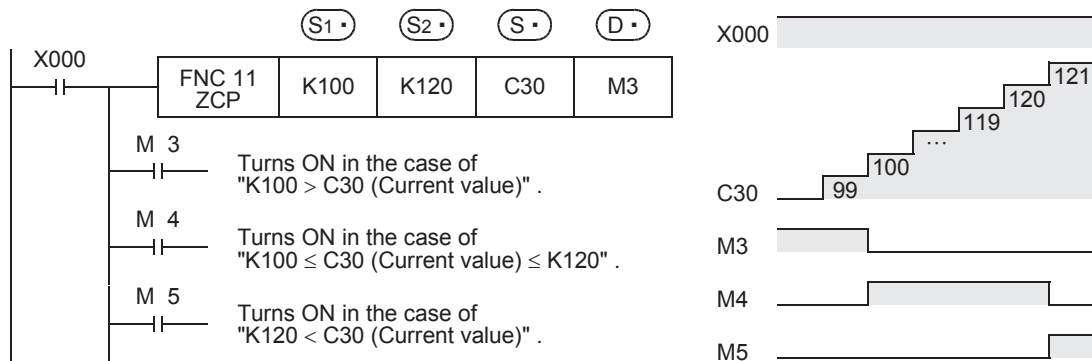 S1· S2· S· D·
X000
FNC 11
ZCP
K100 K120 C30 M3
M 3
Turns ON in the case of
"K100 > C30 (Current value)" .
M 4
Turns ON in the case of
"K100 ≤ C30 (Current value) ≤ K120" .
M 5
Turns ON in the case of
"K120 < C30 (Current value)" .
X000
121
120
119
…
100
C30 99
M3
M4
M5